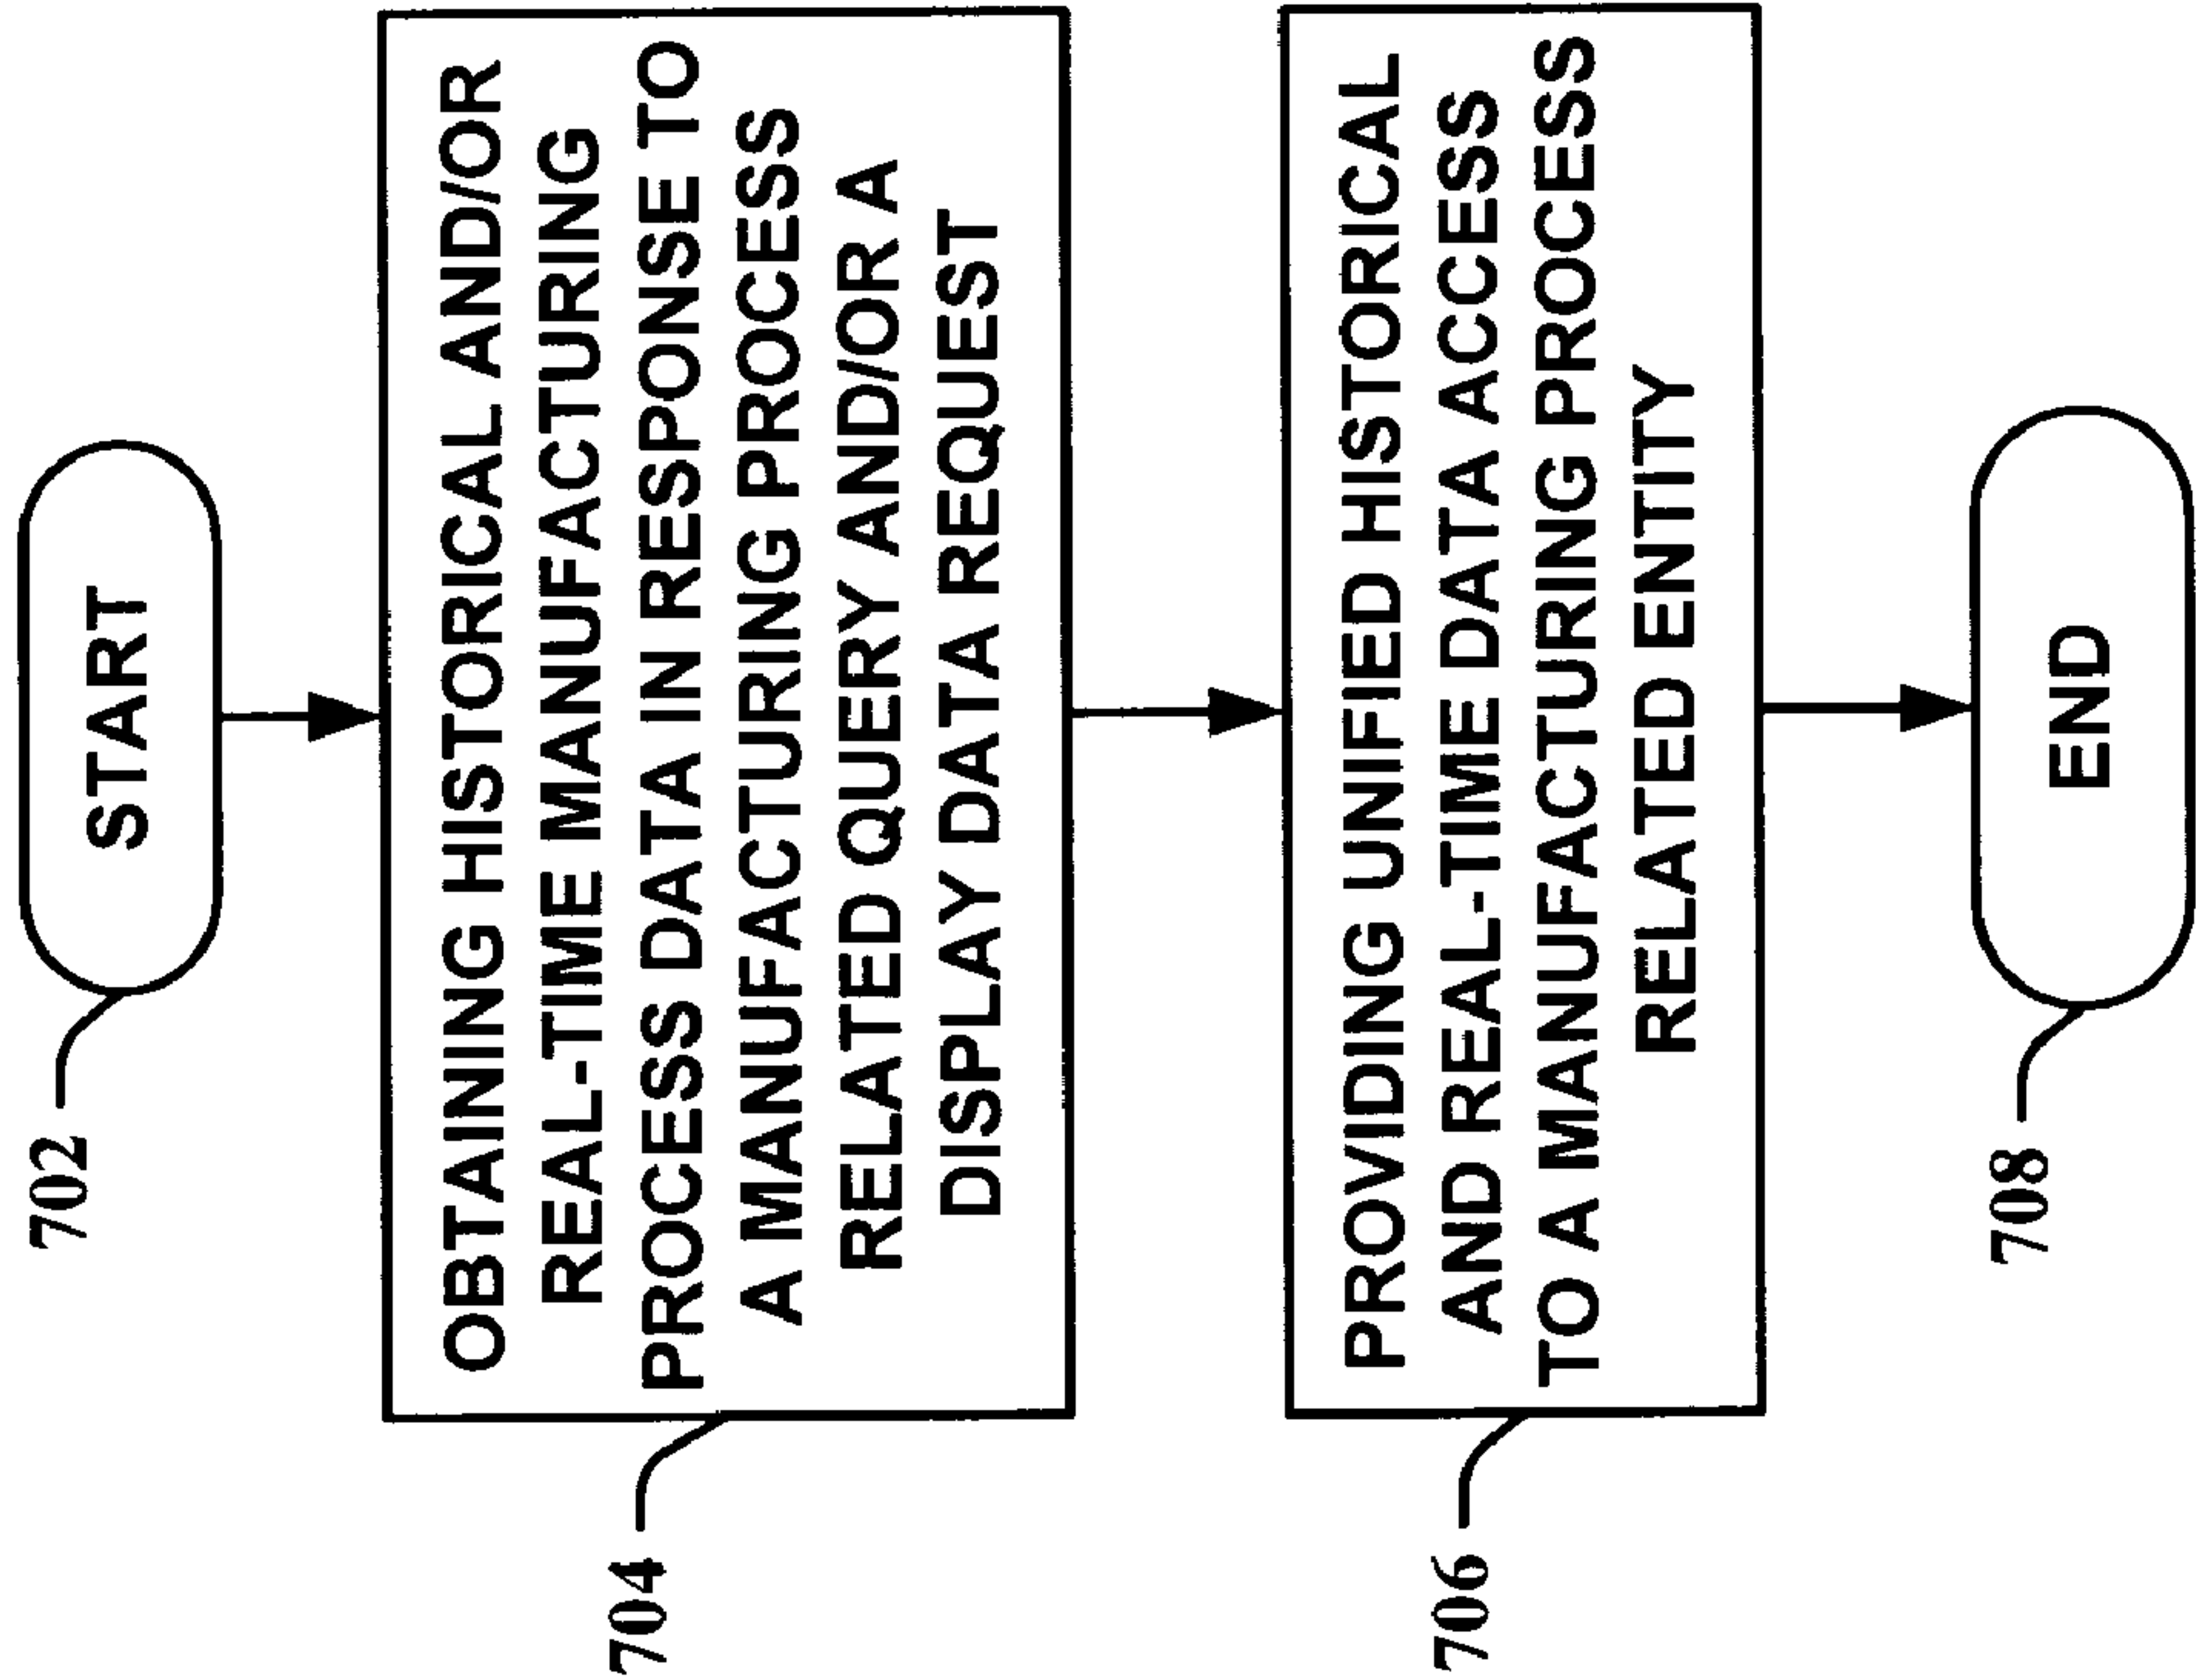 START
702
OBTAINING HISTORICAL AND/OR
REAL-TIME MANUFACTURING
PROCESS DATA IN RESPONSE TO
A MANUFACTURING PROCESS
RELATED QUERY AND/OR A
DISPLAY DATA REQUEST
704
PROVIDING UNIFIED HISTORICAL
AND REAL-TIME DATA ACCESS
TO A MANUFACTURING PROCESS
RELATED ENTITY
706
END
708